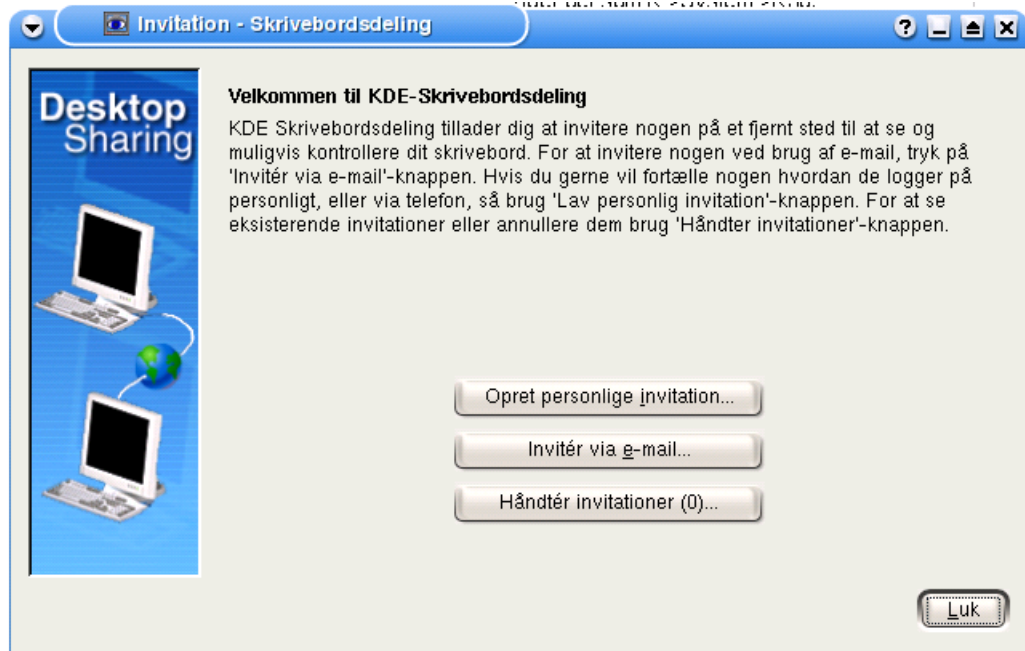 Invitation - Skrivebordsdeling
Desktop
Sharing
Velkommen til KDE-Skrivebordsdeling
KDE Skrivebordsdeling tillader dig at invitere nogen på et fjernt sted til at se og
muligvis kontrollere dit skrivebord. For at invitere nogen ved brug af e-mail, tryk på
'Invitér via e-mail'-knappen. Hvis du gerne vil fortælle nogen hvordan de logger på
personligt, eller via telefon, så brug 'Lav personlig invitation'-knappen. For at se
eksisterende invitationer eller annullere dem brug 'Håndter invitationer'-knappen.
Opret personlige invitation...
Invitér via e-mail...
Håndtér invitationer (0)...
Luk